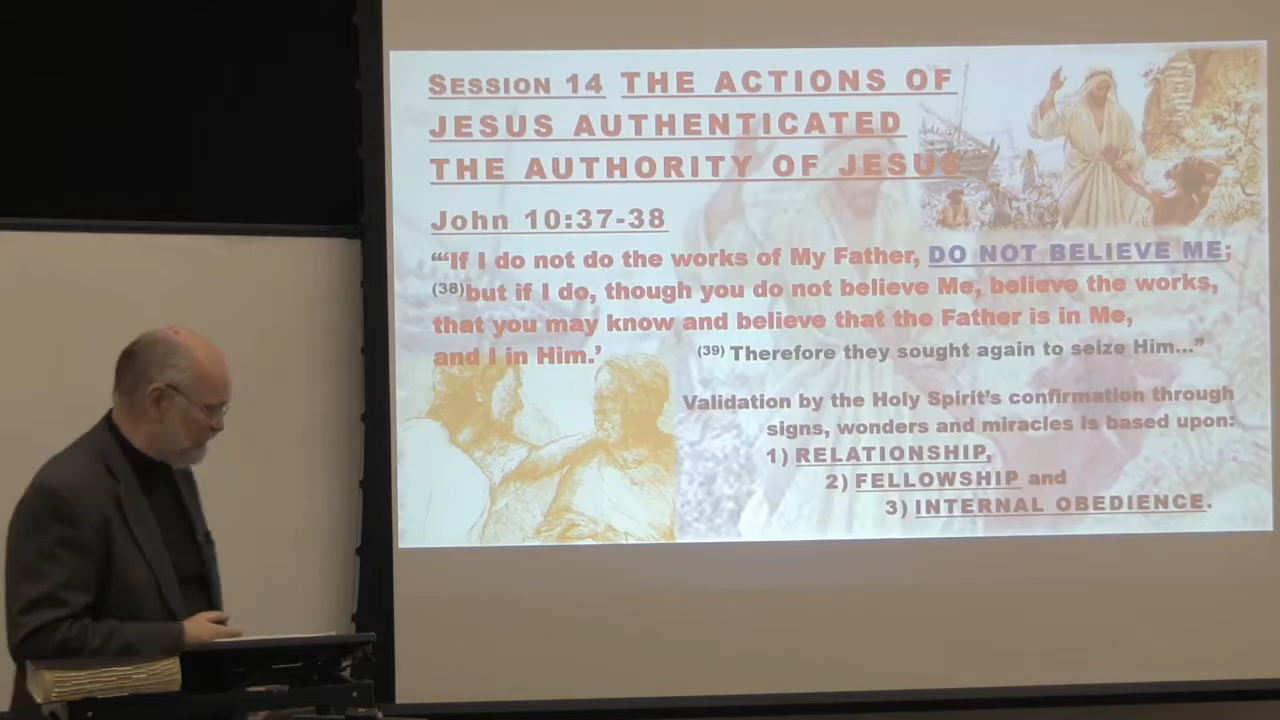 SESSION 14 THE ACTIONS OF
JESUS AUTHENTICATED
THE AUTHORITY OF JESUS
John 10:37-38
“‘If I do not do the works of My Father, DO NOT BELIEVE ME;
(38)but if I do, though you do not believe Me, believe the works,
that you may know and believe that the Father is in Me,
and I in Him.’ (39) Therefore they sought again to seize Him...”
Validation by the Holy Spirit’s confirmation through
signs, wonders and miracles is based upon:
1) RELATIONSHIP,
2) FELLOWSHIP and
3) INTERNAL OBEDIENCE.